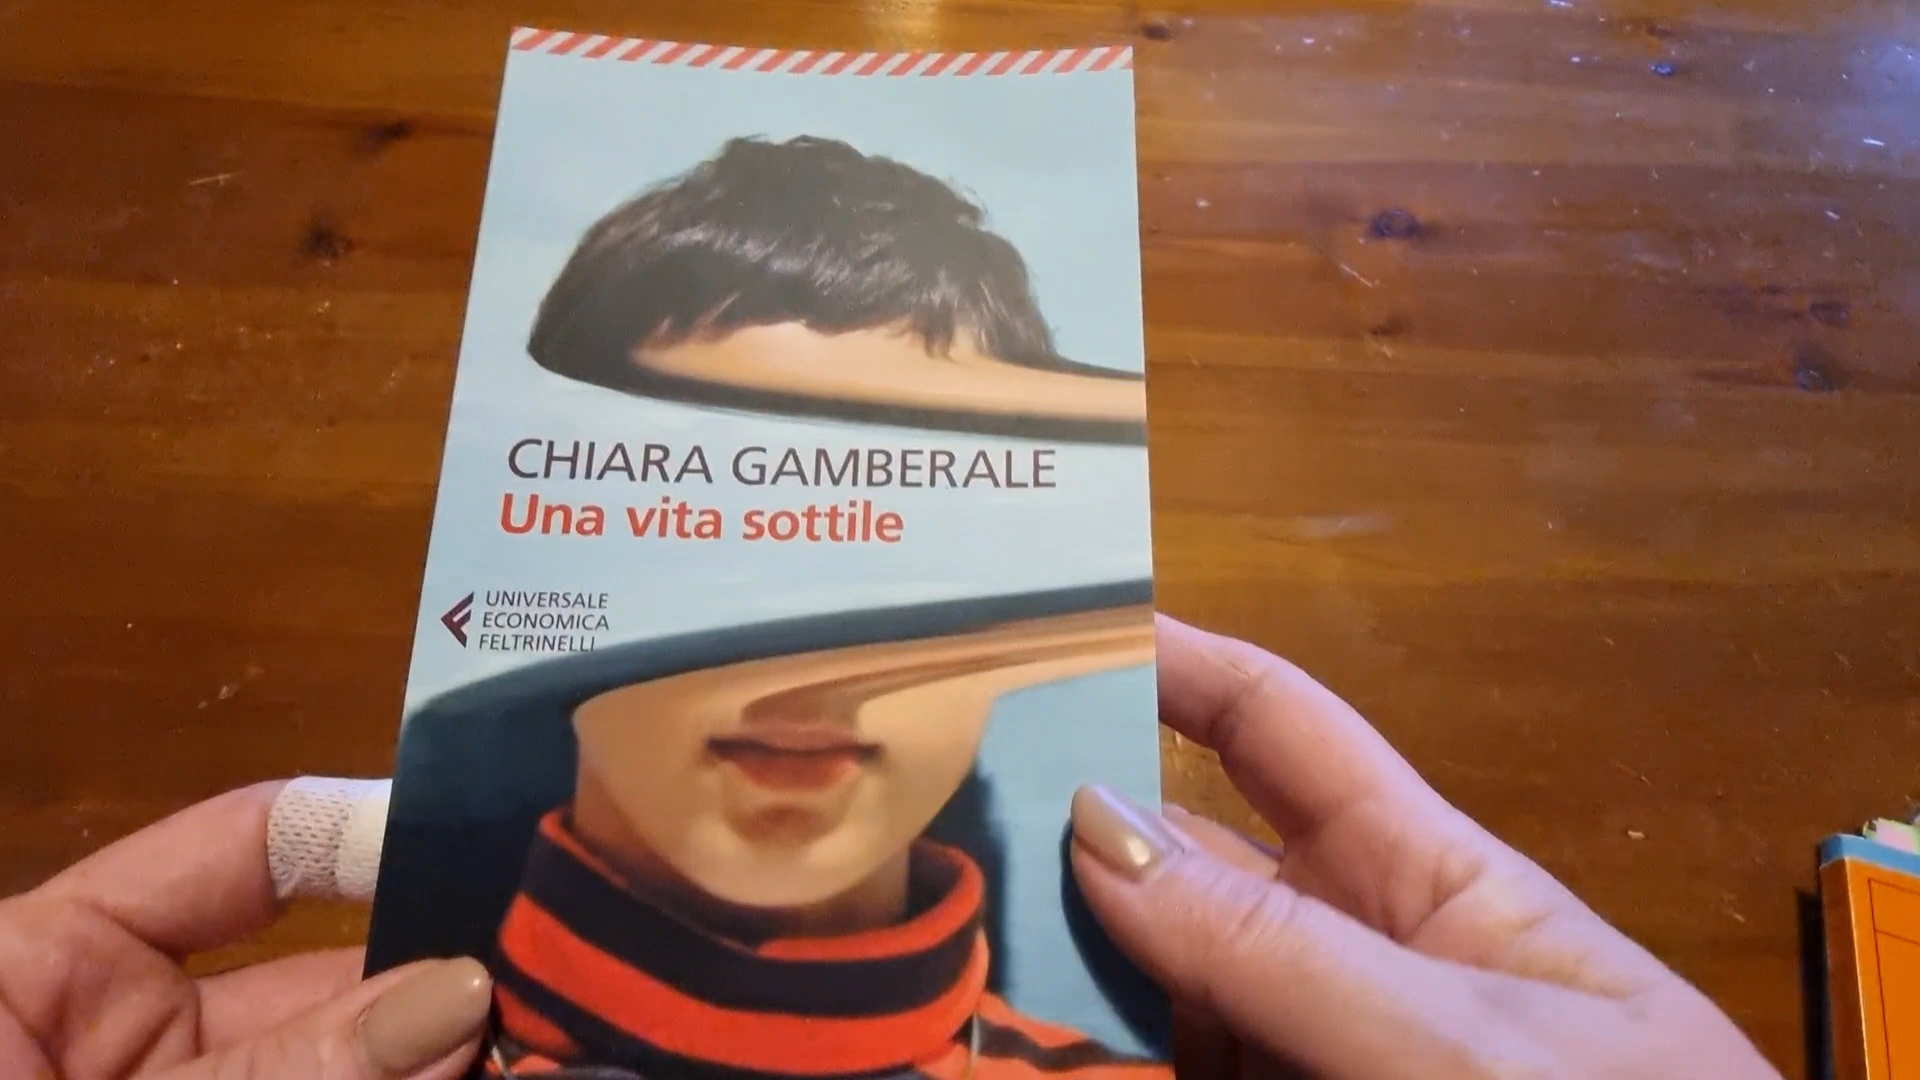 CHIARA GAMBERALE
Una vita sottile
UNIVERSALE
ECONOMICA
FELTRINELLI